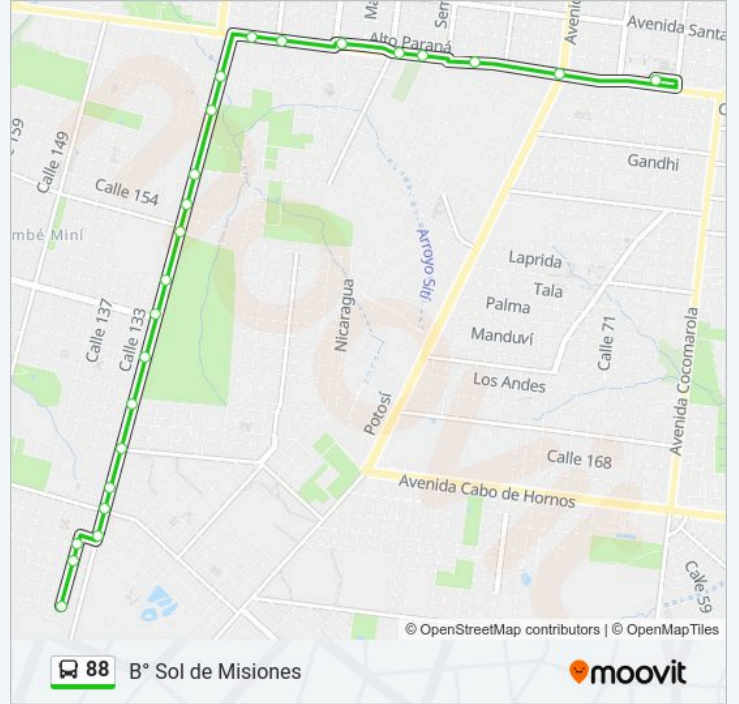 Avenida Santa
Alto Paraná
Gandhi
Calle 149
Calle 154
mbé Miní
Arroyo
Laprida
Tala
Palma
Manduví
Nicaragua
Calle 137
Calle 133
Calle 71
Los Andes
Avenida Cocomarola
Potosí
Calle 168
Avenida Cabo de Hornos
Calle 59
© OpenStreetMap contributors | © OpenMapTiles
88 B° Sol de Misiones
moovit